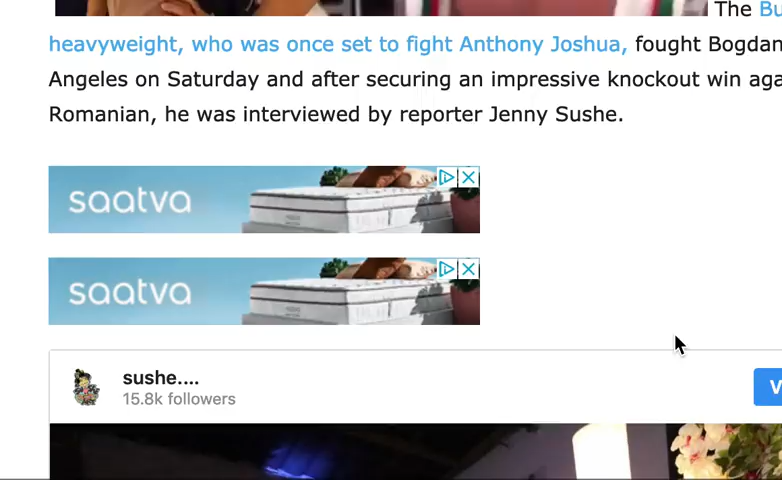 The Bu
heavyweight, who was once set to fight Anthony Joshua, fought Bogdan
Angeles on Saturday and after securing an impressive knockout win aga
Romanian, he was interviewed by reporter Jenny Sushe.
saatva
saatva
sushe....
15.8k followers
V